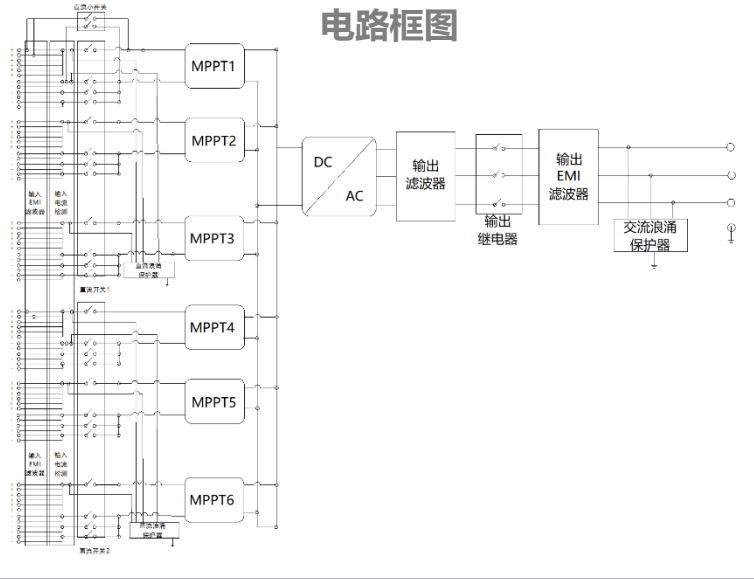 电路框图
直流小开关
MPPT1
MPPT2
DC
AC
输出
滤波器
输出
继电器
输出
EMI
滤波器
交流浪涌
保护器
输入
EMI
滤波器
输入
电流
检测
MPPT3
直流浪涌
保护器
直流开关1
MPPT4
MPPT5
输入
EMI
滤波器
输入
电流
检测
MPPT6
直流浪涌
保护器
直流开关2